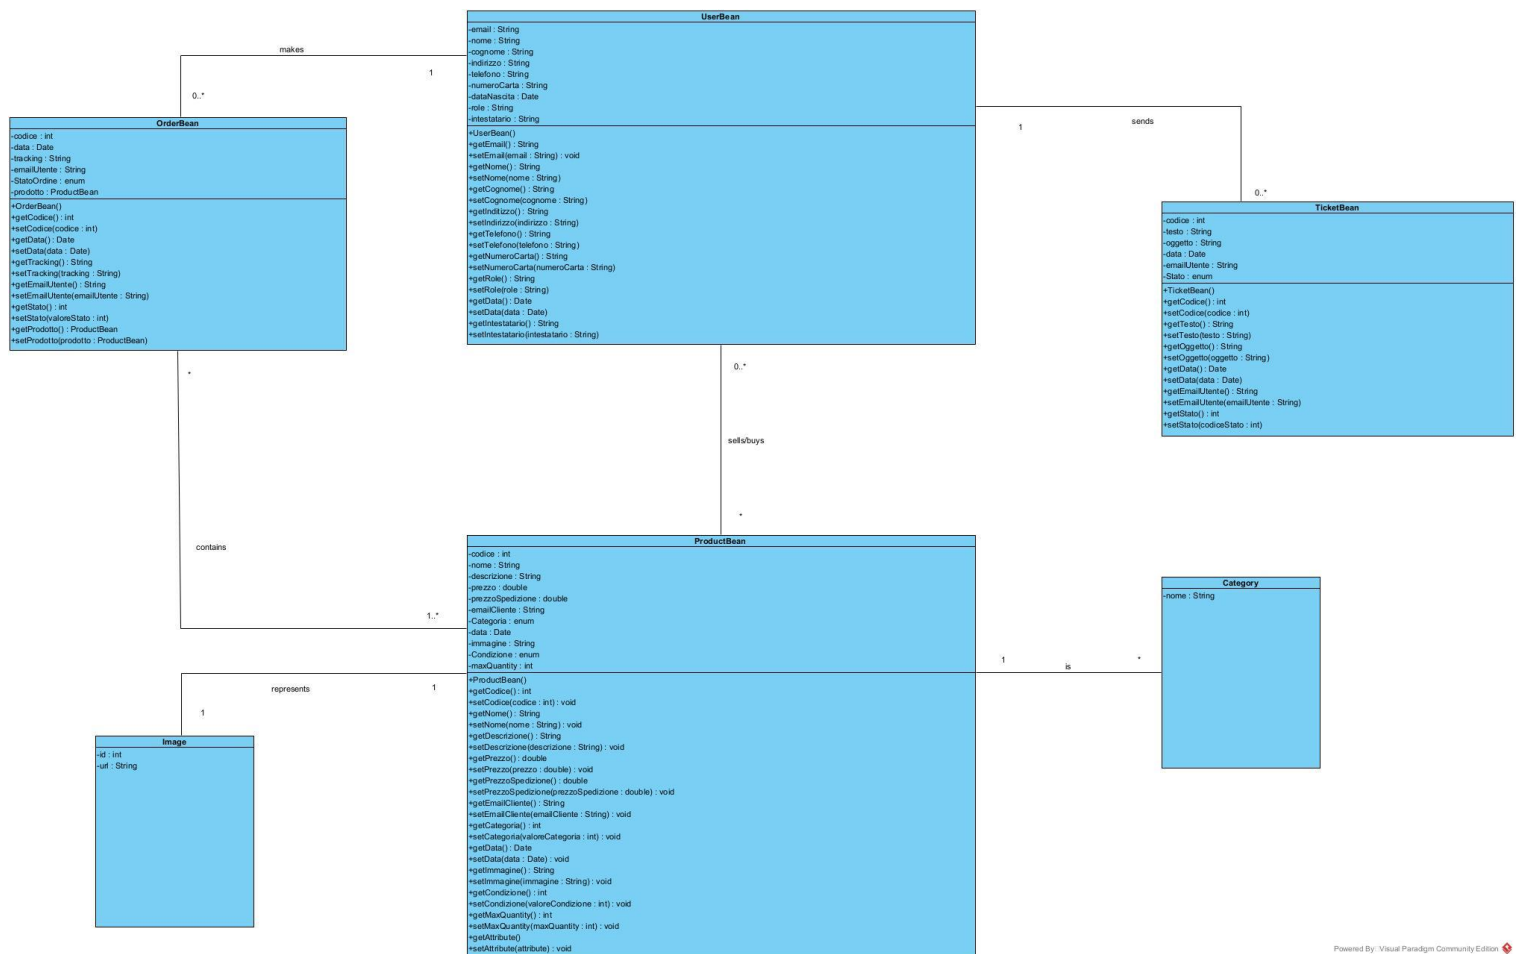 UserBean
-email : String
-nome : String
-cognome : String
-indirizzo : String
-telefono : String
-numeroCarta : String
-dataNascita : Date
-role : String
-intestatario : String
+UserBean()
+getEmail() : String
+setEmail(email : String) : void
+getNome() : String
+setNome(nome : String)
+getCognome() : String
+setCognome(cognome : String)
+getInditizzo() : String
+setIndirizzo(indirizzo : String)
+getTelefono() : String
+setTelefono(telefono : String)
+getNumeroCarta() : String
+setNumeroCarta(numeroCarta : String)
+getRole() : String
+setRole(role : String)
+getData() : Date
+setData(data : Date)
+getIntestatario() : String
+setIntestatario(intestatario : String)
makes
1
0..*
OrderBean
-codice : int
-data : Date
-tracking : String
-emailUtente : String
-StatoOrdine : enum
-prodotto : ProductBean
+OrderBean()
+getCodice() : int
+setCodice(codice : int)
+getData() : Date
+setData(data : Date)
+getTracking() : String
+setTracking(tracking : String)
+getEmailUtente() : String
+setEmailUtente(emailUtente : String)
+getStato() : int
+setStato(valoreStato : int)
+getProdotto() : ProductBean
+setProdotto(prodotto : ProductBean)
sends
1
0..*
TicketBean
-codice : int
-testo : String
-oggetto : String
-data : Date
-emailUtente : String
-Stato : enum
+TicketBean()
+getCodice() : int
+setCodice(codice : int)
+getTesto() : String
+setTesto(testo : String)
+getOggetto() : String
+setOggetto(oggetto : String)
+getData() : Date
+setData(data : Date)
+getEmailUtente() : String
+setEmailUtente(emailUtente : String)
+getStato() : int
+setStato(codiceStato : int)
0..*
sells/buys
*
*
contains
1..*
ProductBean
-codice : int
-nome : String
-descrizione : String
-prezzo : double
-prezzoSpedizione : double
-emailCliente : String
-Categoria : enum
-data : Date
-immagine : String
-Condizione : enum
-maxQuantity : int
+ProductBean()
+getCodice() : int
+setCodice(codice : int) : void
+getNome() : String
+setNome(nome : String) : void
+getDescrizione() : String
+setDescrizione(descrizione : String) : void
+getPrezzo() : double
+setPrezzo(prezzo : double) : void
+getPrezzoSpedizione() : double
+setPrezzoSpedizione(prezzoSpedizione : double) : void
+getEmailCliente() : String
+setEmailCliente(emailCliente : String) : void
+getCategoria() : int
+setCategoria(valoreCategoria : int) : void
+getData() : Date
+setData(data : Date) : void
+getImmagine() : String
+setImmagine(immagine : String) : void
+getCondizione() : int
+setCondizione(valoreCondizione : int) : void
+getMaxQuantity() : int
+setMaxQuantity(maxQuantity : int) : void
+getAttribute()
+setAttribute(attribute) : void
1
is
*
Category
-nome : String
represents
1
1
Image
-id : int
-url : String
Powered By: Visual Paradigm Community Edition